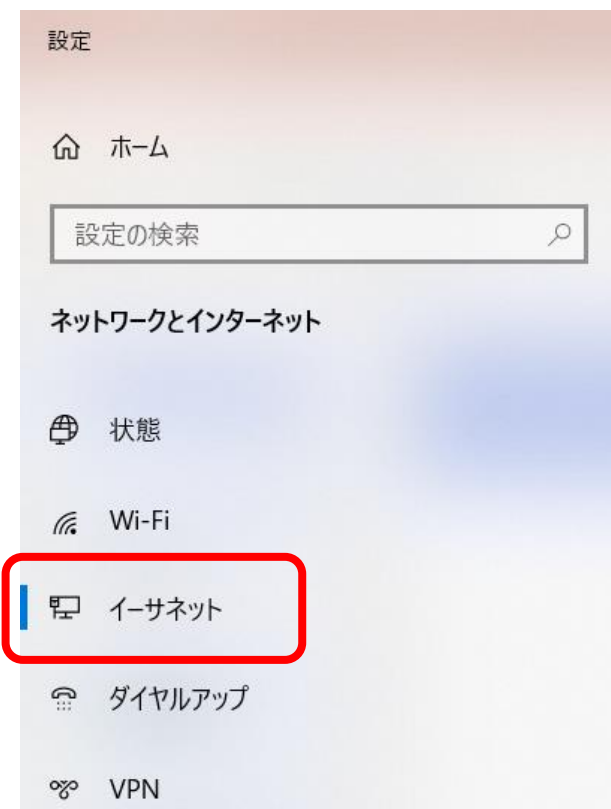 設定
ホーム
設定の検索
ネットワークとインターネット
状態
Wi-Fi
イーサネット
ダイヤルアップ
VPN